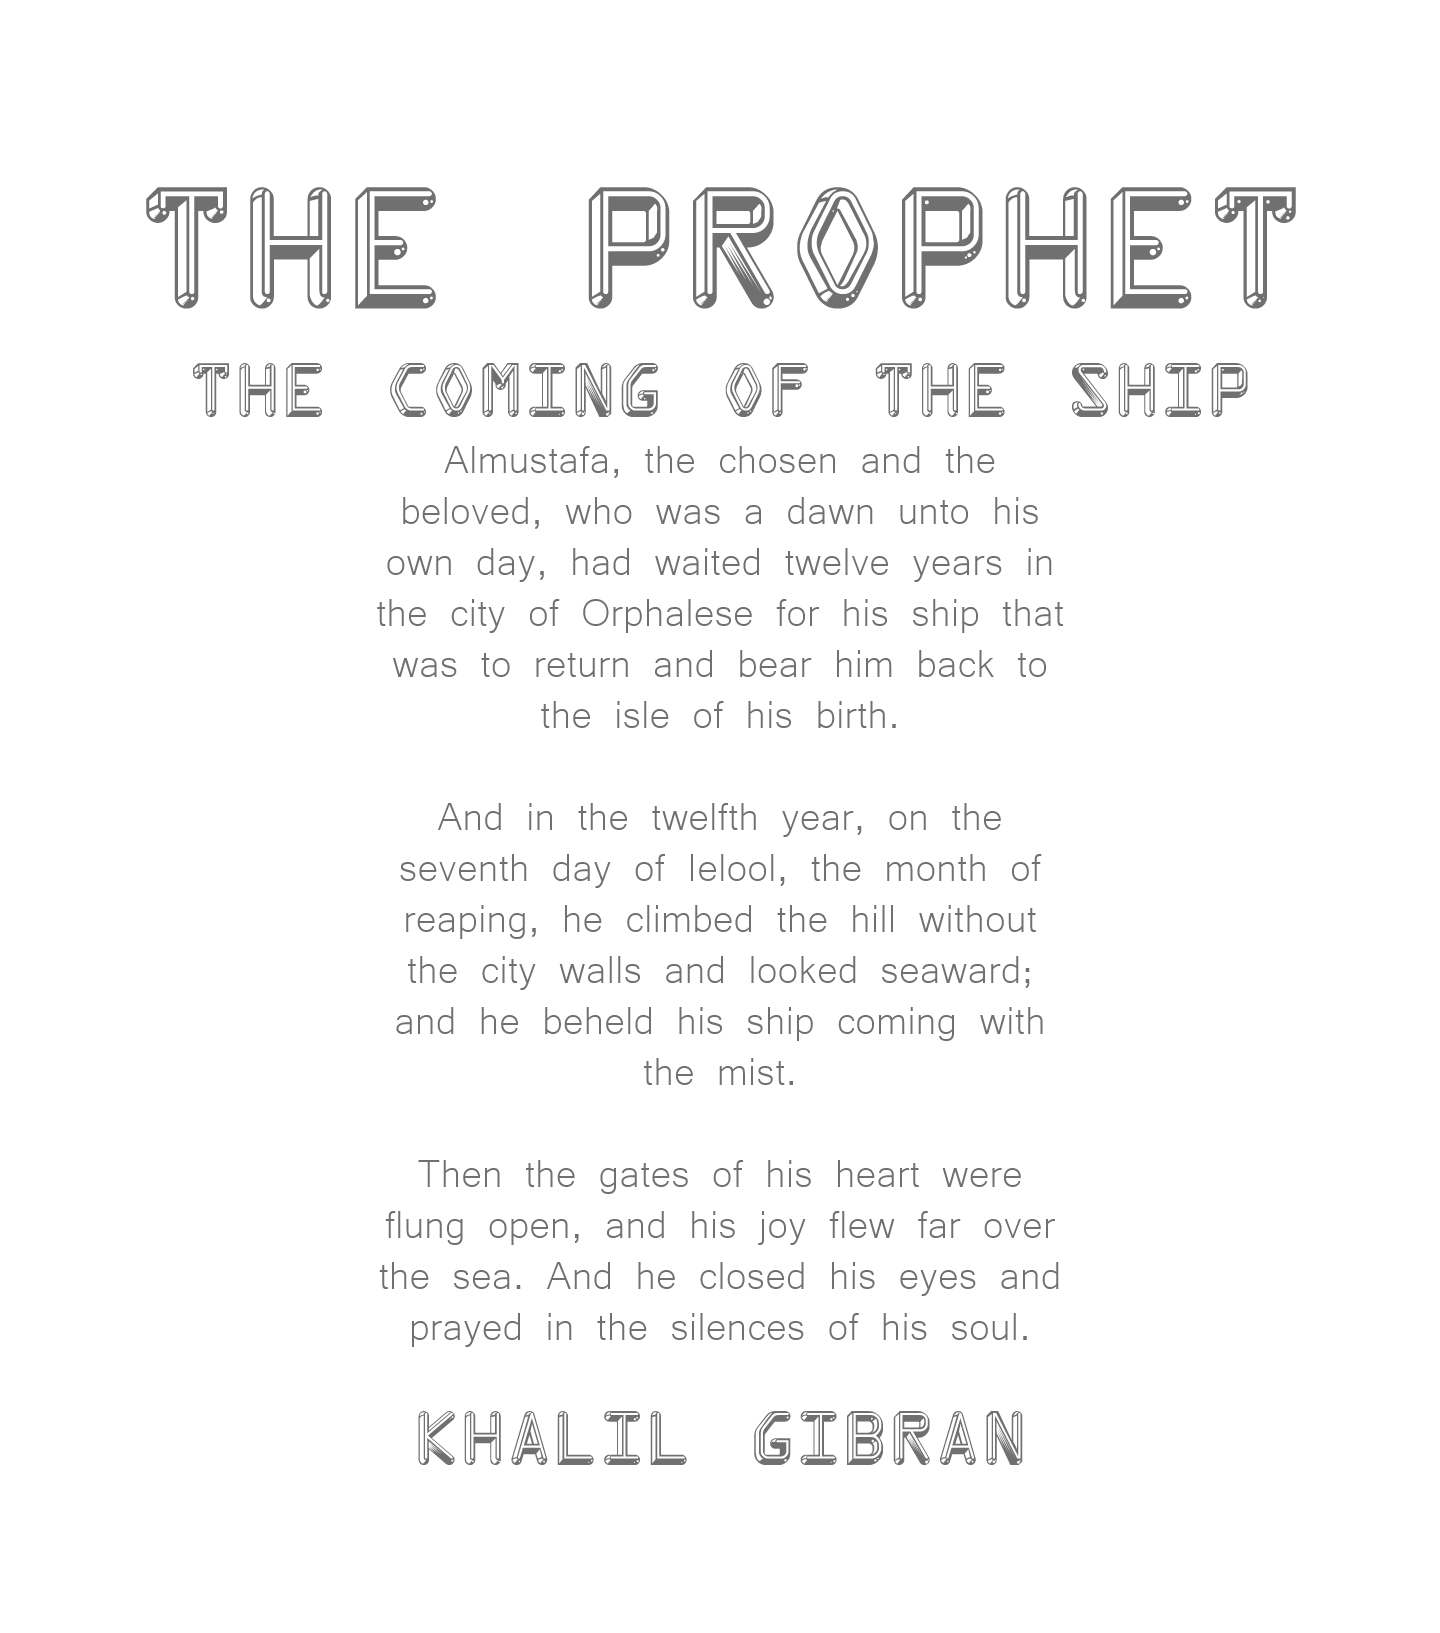 THE PROPHET
THE COMING OF THE SHIP
Almustafa, the chosen and the
beloved, who was a dawn unto his
own day, had waited twelve years in
the city of Orphalese for his ship that
was to return and bear him back to
the isle of his birth.
And in the twelfth year, on the
seventh day of Ielool, the month of
reaping, he climbed the hill without
the city walls and looked seaward;
and he beheld his ship coming with
the mist.
Then the gates of his heart were
flung open, and his joy flew far over
the sea. And he closed his eyes and
prayed in the silences of his soul.
KHALIL GIBRAN